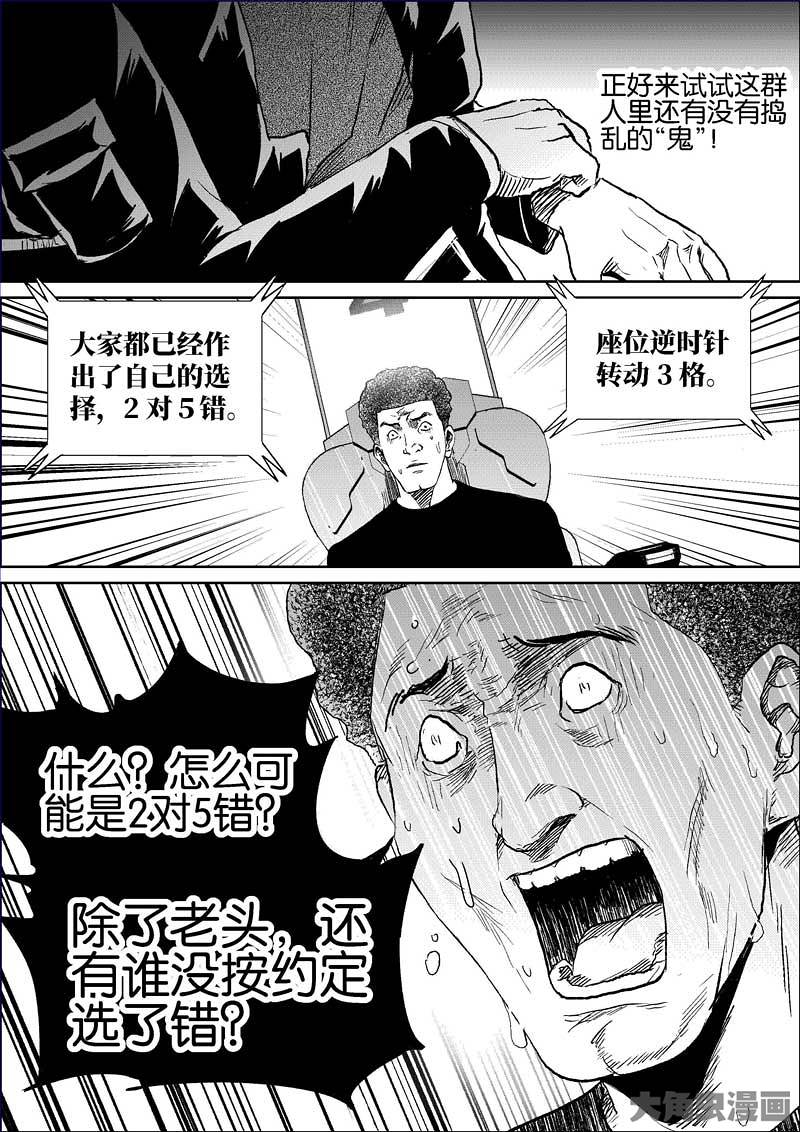 正好来试试这群
人里还有没有捣
乱的“鬼”！
4
大家都已经作
出了自己的选
择，2对5错。
座位逆时针
转动3格。
什么？怎么可
能是2对5错？
除了老头，还
有谁没按约定
选了错？
大角虫漫画